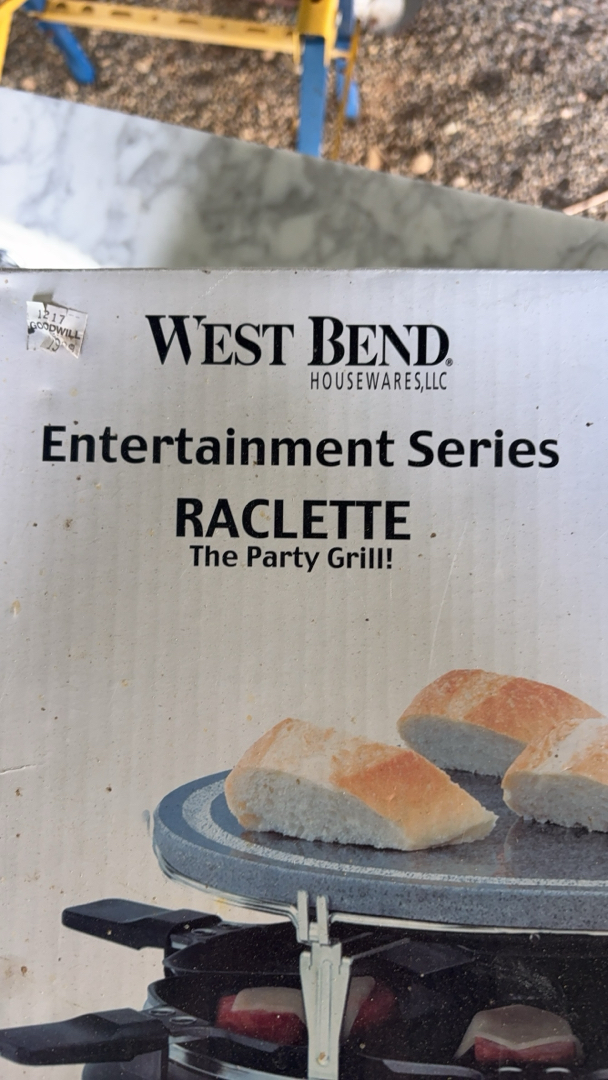 1217
GOODWILL
WEST BEND®
HOUSEWARES,LLC
Entertainment Series
RACLETTE
The Party Grill!